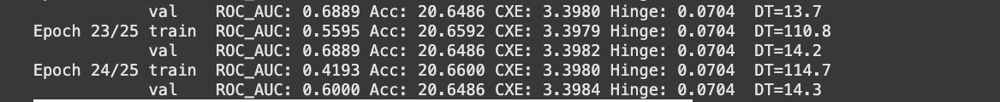 val ROC_AUC: 0.6889 Acc: 20.6486 CXE: 3.3980 Hinge: 0.0704 DT=13.7
Epoch 23/25 train ROC_AUC: 0.5595 Acc: 20.6592 CXE: 3.3979 Hinge: 0.0704 DT=110.8
val ROC_AUC: 0.6889 Acc: 20.6486 CXE: 3.3982 Hinge: 0.0704 DT=14.2
Epoch 24/25 train ROC_AUC: 0.4193 Acc: 20.6600 CXE: 3.3980 Hinge: 0.0704 DT=114.7
val ROC_AUC: 0.6000 Acc: 20.6486 CXE: 3.3984 Hinge: 0.0704 DT=14.3